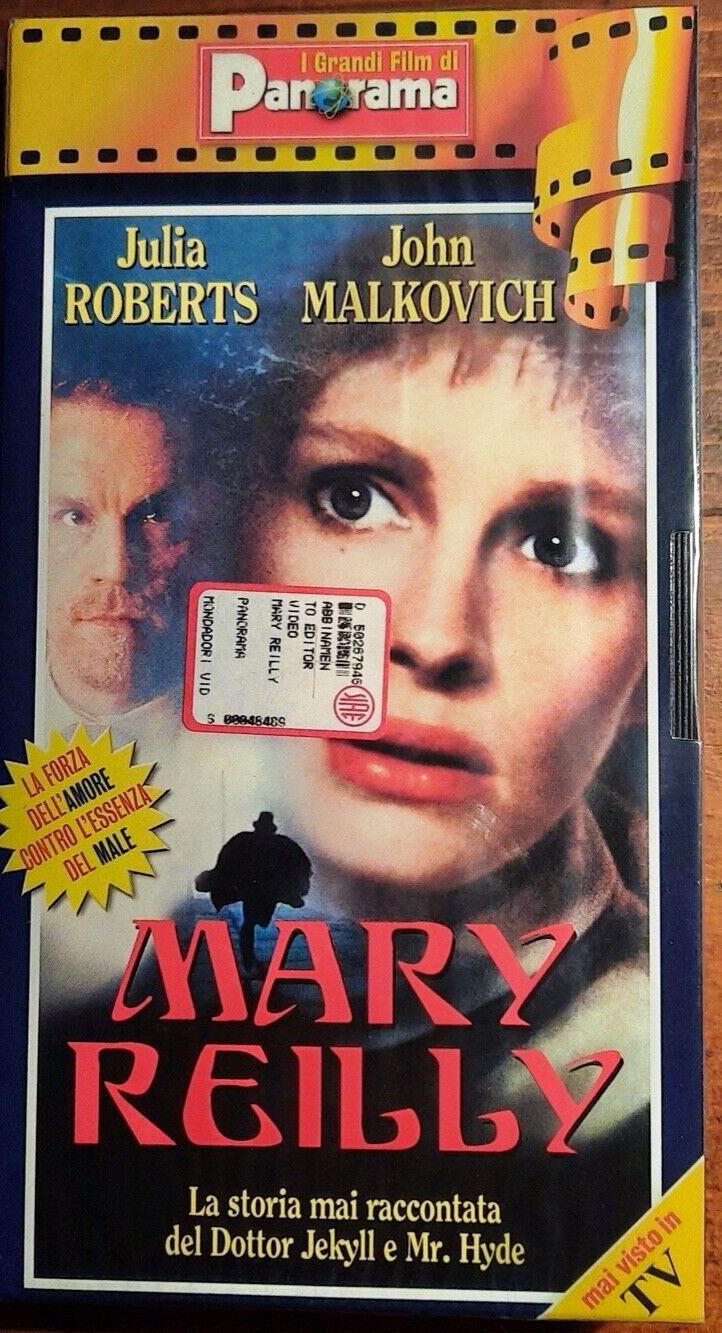 I Grandi Film di
Panorama
Julia
ROBERTS
John
MALKOVICH
D 50267946
ABBINAMEN
TO EDITOR
VIDEO
MARY REILLY
PANORAMA
MONDADORI VID
SIAE
LA FORZA
DELL'AMORE
CONTRO L'ESSENZA
DEL MALE
MARY
REILLY
La storia mai raccontata
del Dottor Jekyll e Mr. Hyde
mai visto in
TV